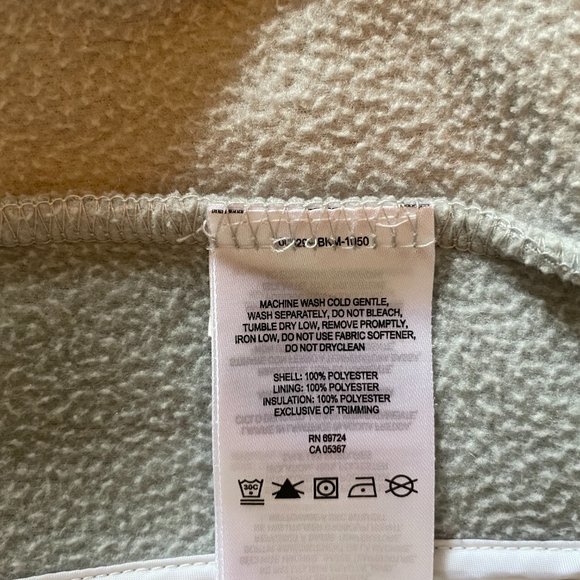 MACHINE WASH COLD GENTLE,
WASH SEPARATELY, DO NOT BLEACH,
TUMBLE DRY LOW, REMOVE PROMPTLY,
IRON LOW, DO NOT USE FABRIC SOFTENER,
DO NOT DRYCLEAN
SHELL: 100% POLYESTER
LINING: 100% POLYESTER
INSULATION: 100% POLYESTER
EXCLUSIVE OF TRIMMING
RN 69724
CA 05367
30C